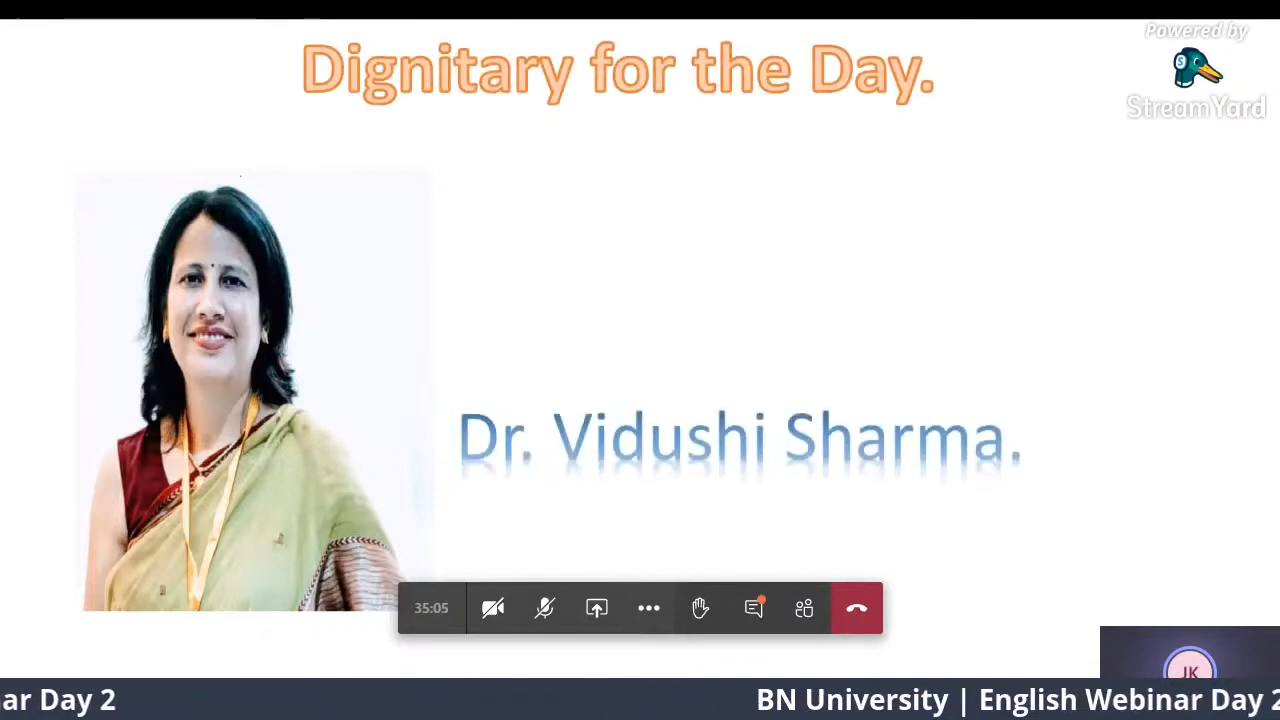 Powered by
Dignitary for the Day.
StreamYard
Dr. Vidushi Sharma.
35:05
JK
ar Day 2
BN University | English Webinar Day 2